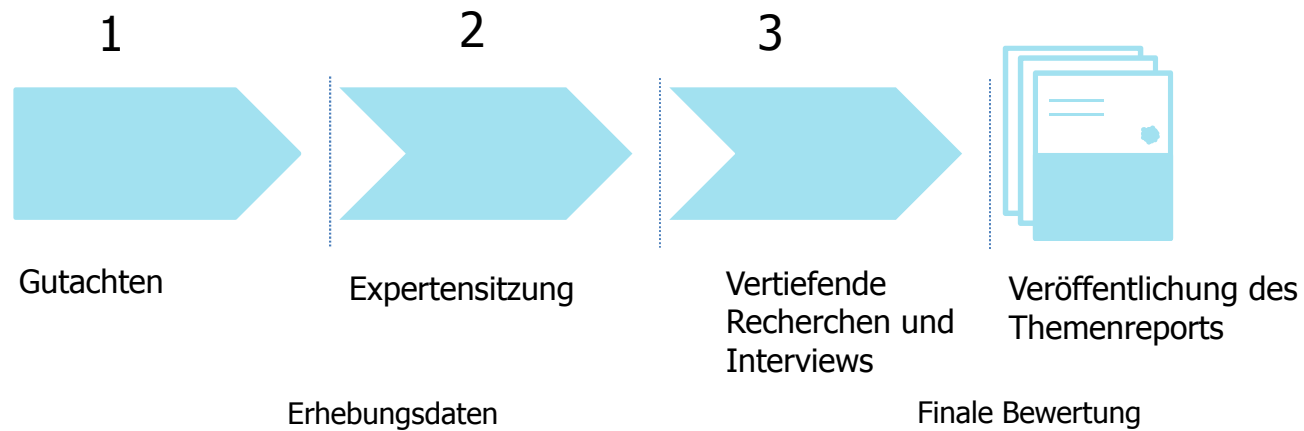 1
2
3
Gutachten
Expertensitzung
Vertiefende
Recherchen und
Interviews
Veröffentlichung des
Themenreports
Erhebungsdaten
Finale Bewertung